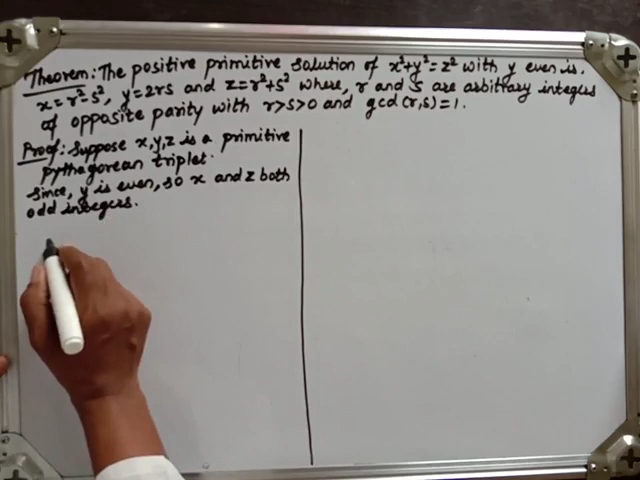 Theorem: The positive primitive solution of x²+y²=z² with y even is.
x=r²-s², y=2rs and z=r²+s² where, r and s are arbittrary integers
of opposite parity with r>s>0 and gcd(r,s)=1.
Proof: Suppose x,y,z is a primitive
pythagorean triplet.
Since, y is even, so x and z both
odd integers.